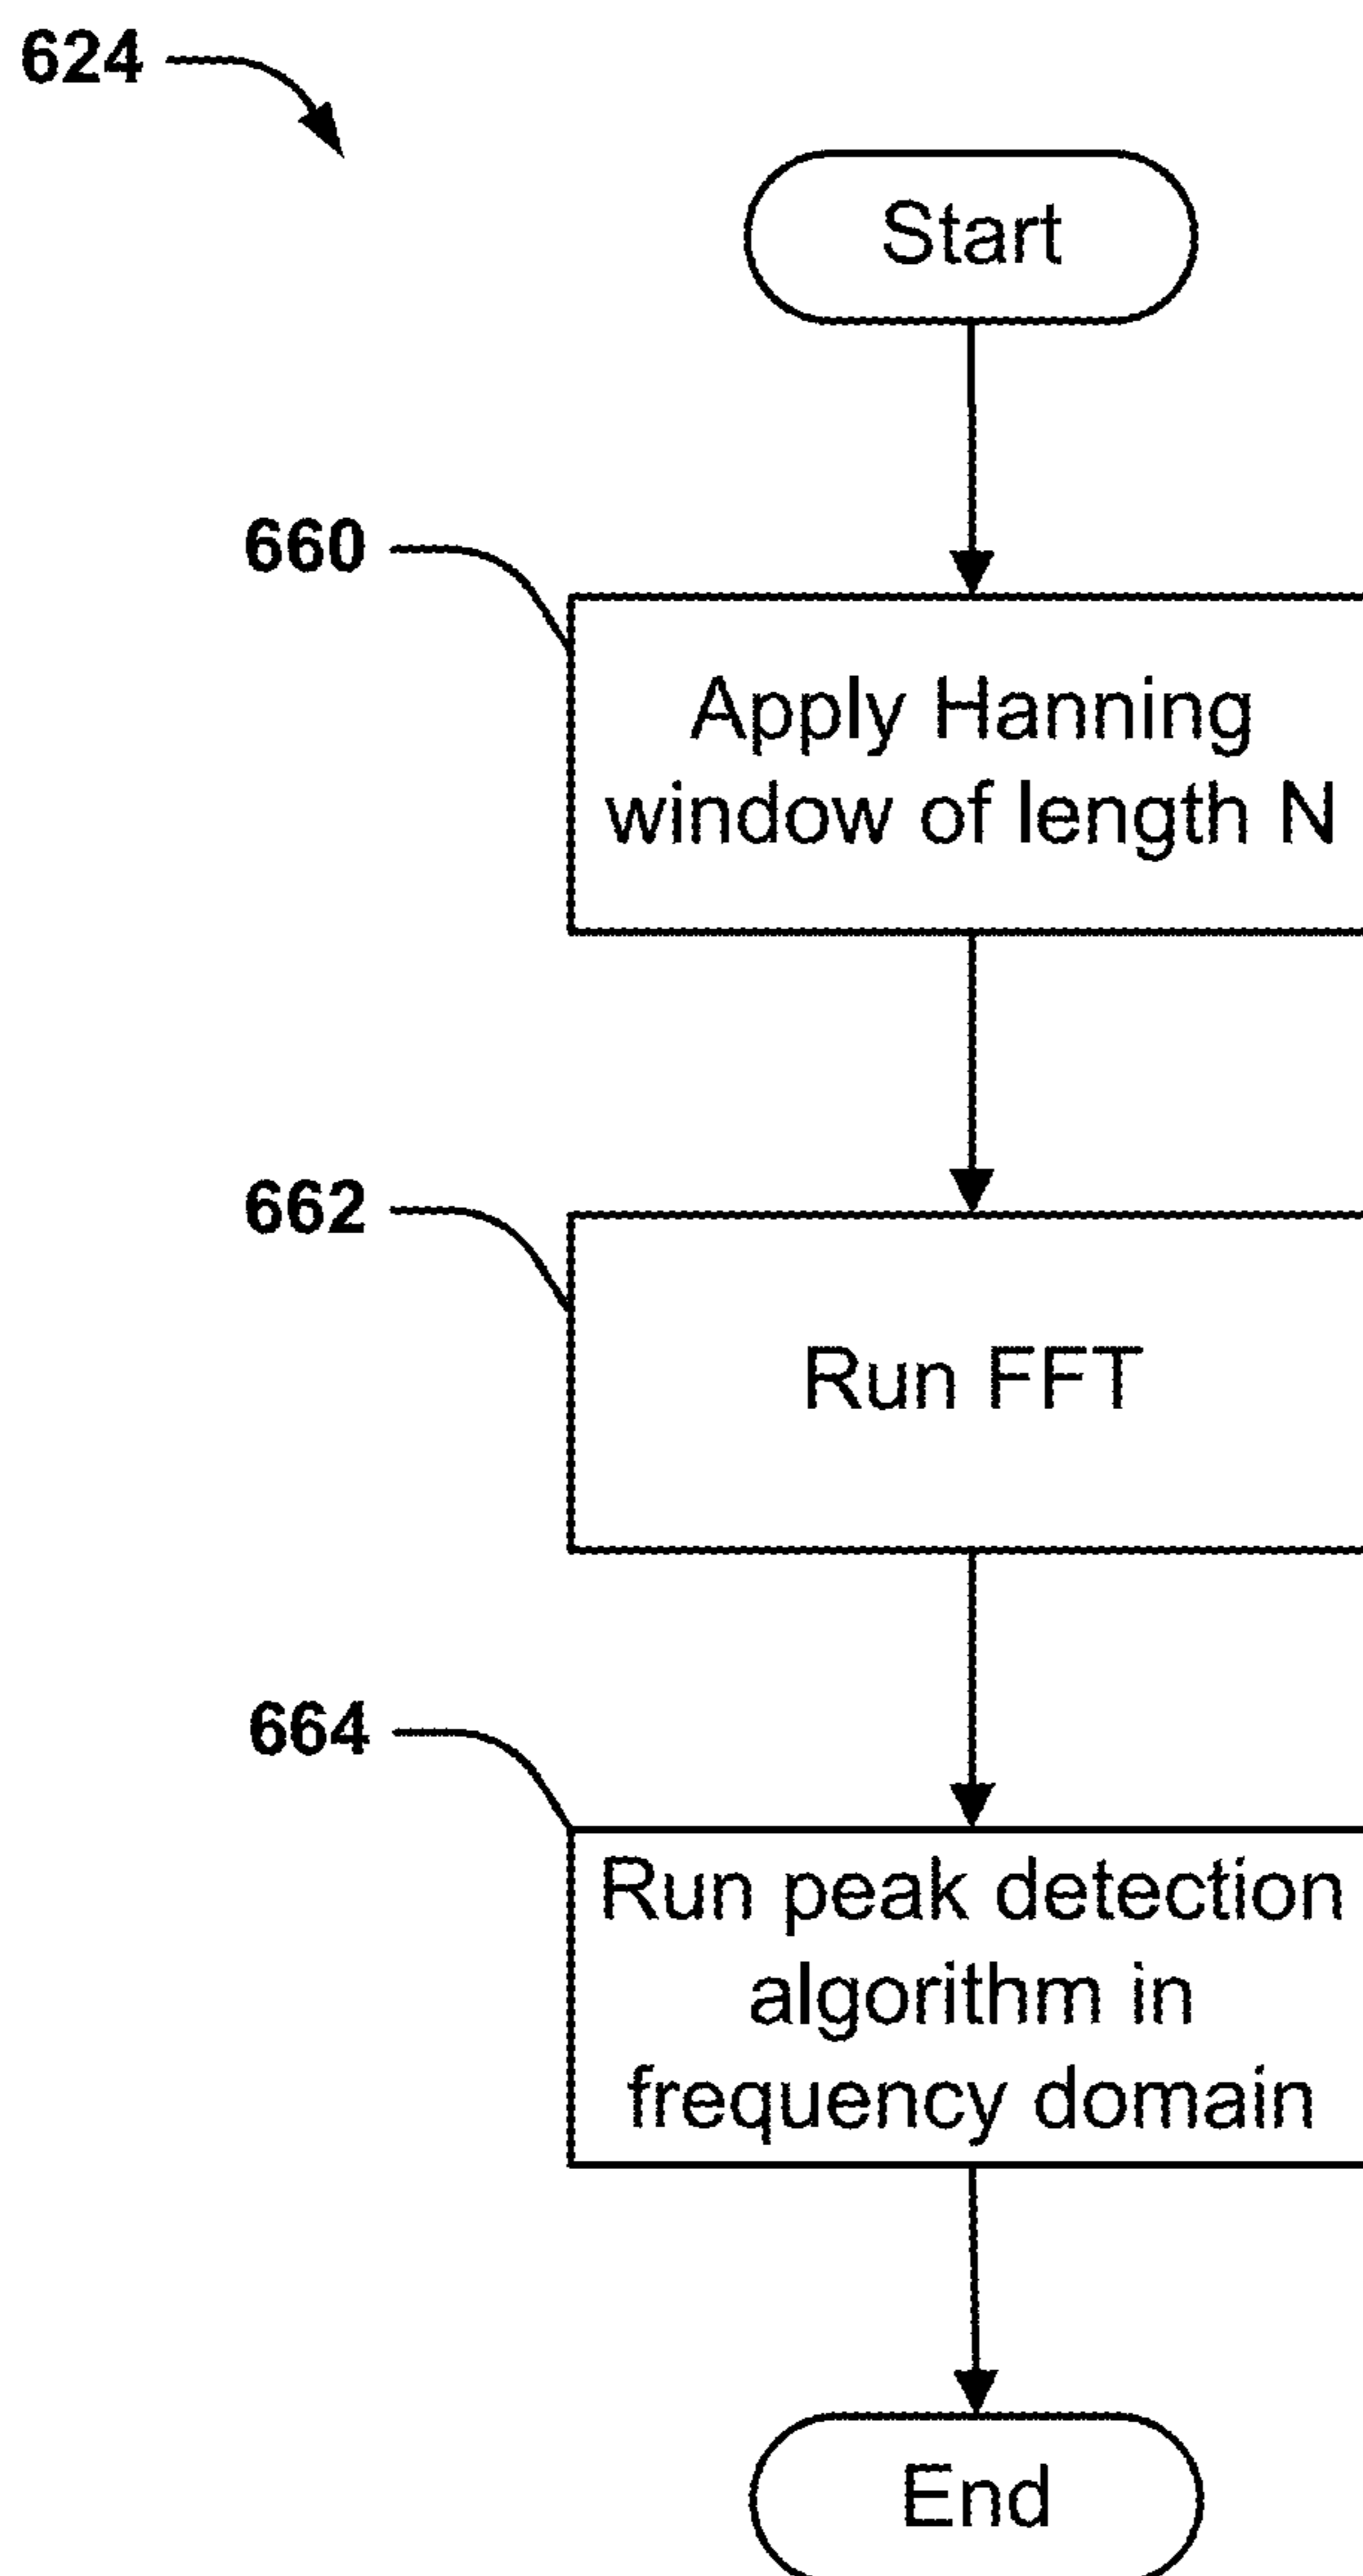 624
Start
660
Apply Hanning
window of length N
662
Run FFT
664
Run peak detection
algorithm in
frequency domain
End